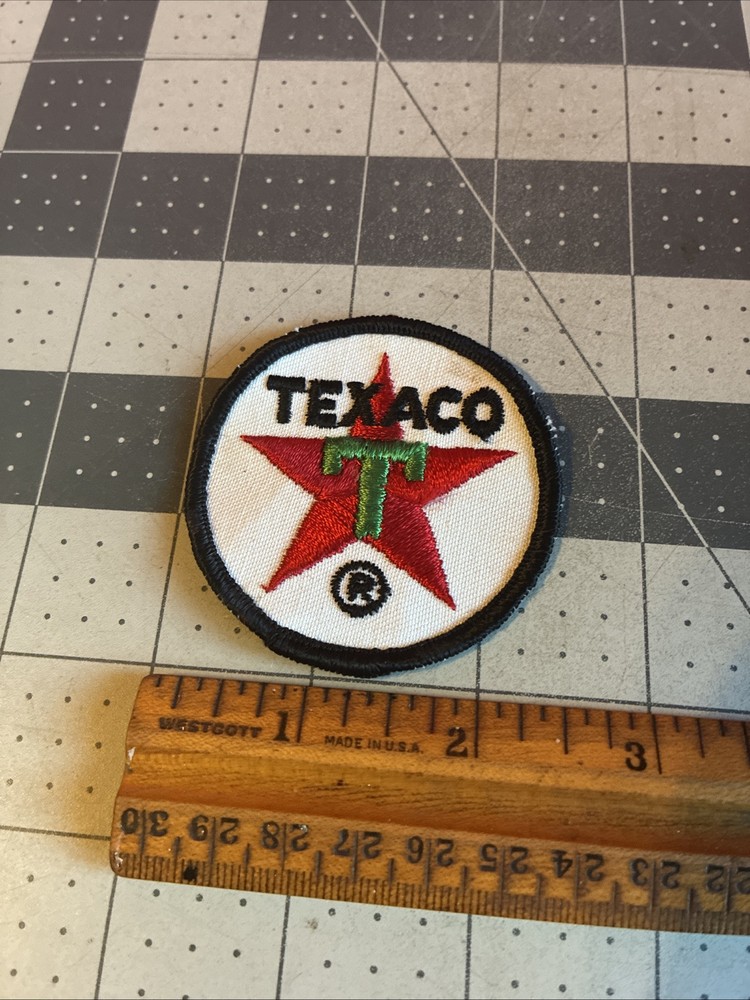 TEXACO
T
®
1 2 3
WESTCOTT
MADE IN U.S.A.
30 29 28 27 26 25 24 23 22